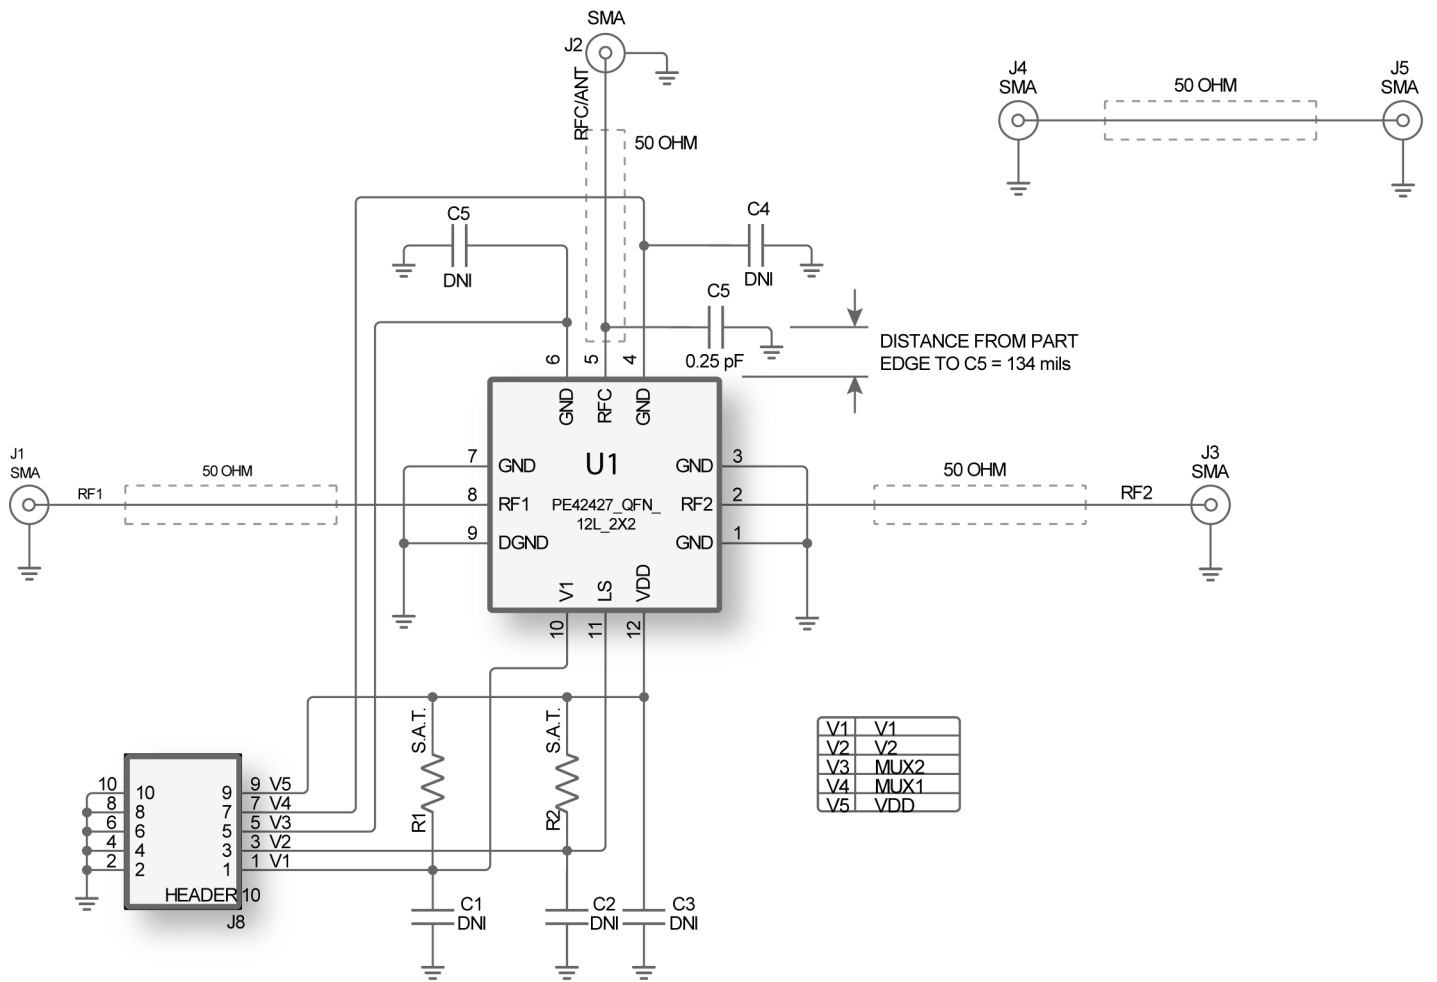 SMA
J2
RFC/ANT
50 OHM
J4
SMA
50 OHM
J5
SMA
C5
DNI
C4
DNI
C5
0.25 pF
DISTANCE FROM PART
EDGE TO C5 = 134 mils
6
5
4
GND
RFC
GND
J1
SMA
RF1
50 OHM
7
GND
8
RF1
9
DGND
U1
PE42427_QFN_
12L_2X2
GND
3
RF2
2
GND
1
50 OHM
RF2
J3
SMA
V1
LS
VDD
10
11
12
S.A.T.
R1
S.A.T.
R2
10
10
9
9
V5
8
8
7
7
V4
6
6
5
5
V3
4
4
3
3
V2
2
2
1
1
V1
HEADER 10
J8
C1
DNI
C2
DNI
C3
DNI
V1 V1
V2 V2
V3 MUX2
V4 MUX1
V5 VDD